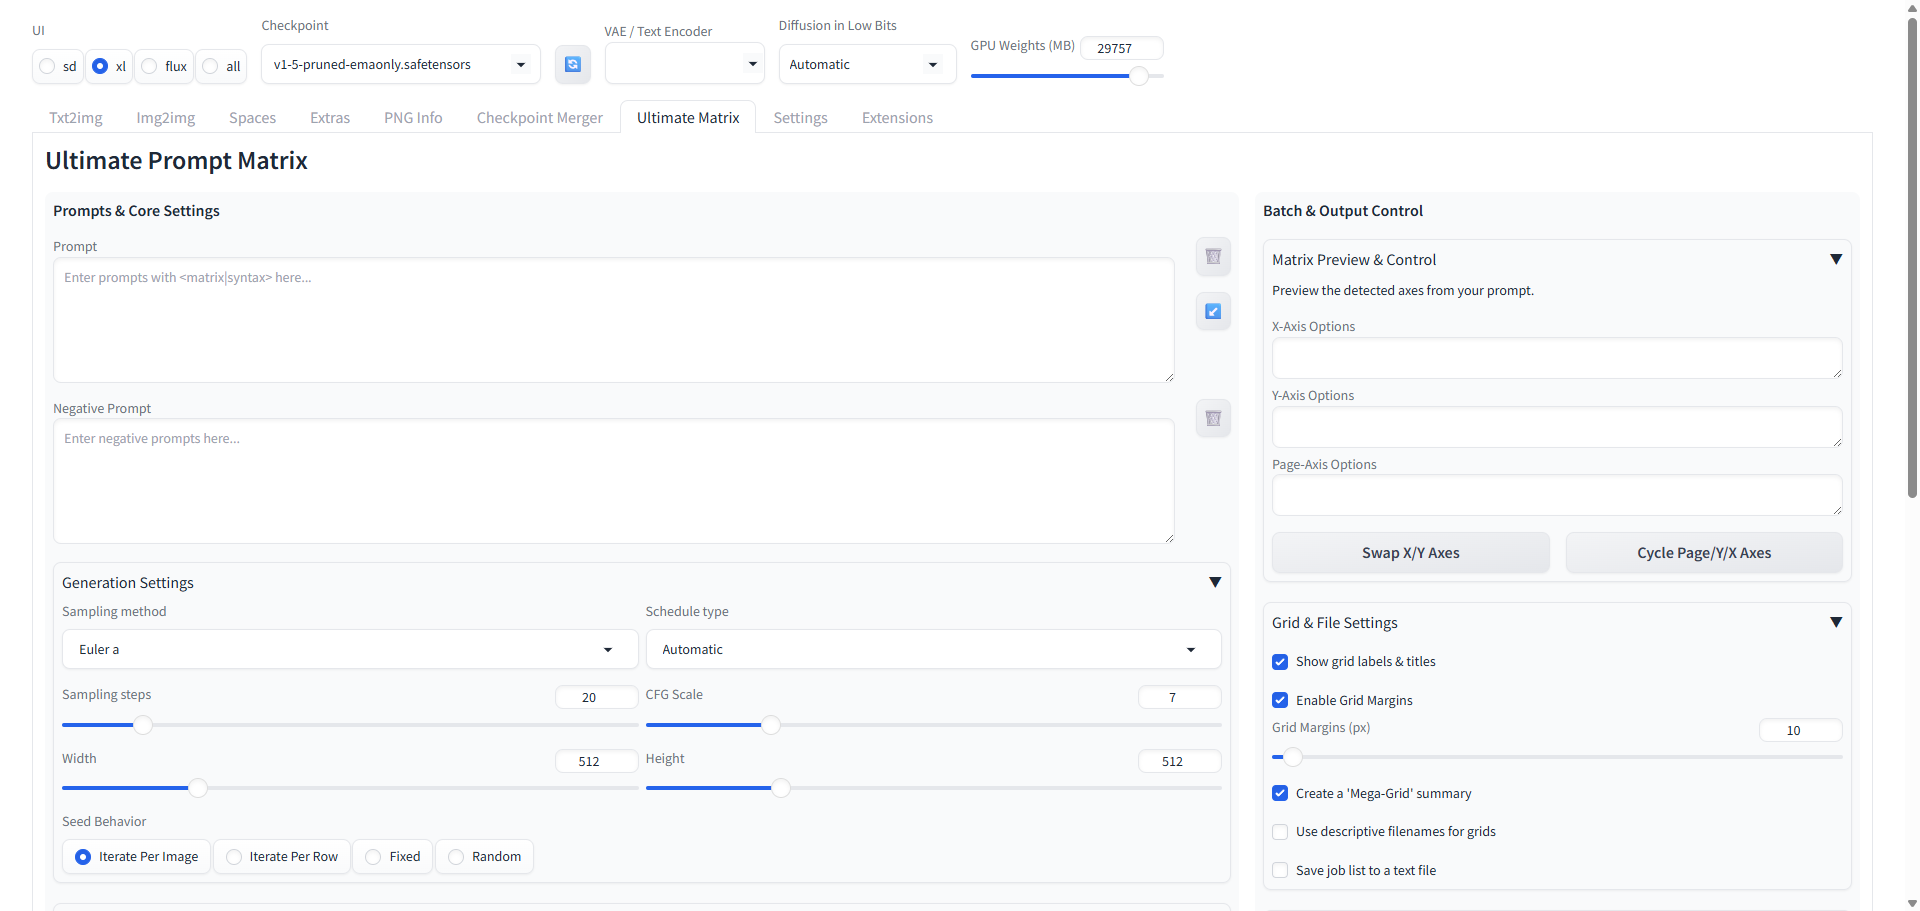 UI
sd
xl
flux
all
Checkpoint
v1-5-pruned-emaonly.safetensors
VAE / Text Encoder
Diffusion in Low Bits
Automatic
GPU Weights (MB)
29757
Txt2img
Img2img
Spaces
Extras
PNG Info
Checkpoint Merger
Ultimate Matrix
Settings
Extensions
Ultimate Prompt Matrix
Prompts & Core Settings
Prompt
Enter prompts with <matrix|syntax> here...
Negative Prompt
Enter negative prompts here...
Generation Settings
Sampling method
Euler a
Schedule type
Automatic
Sampling steps
20
CFG Scale
7
Width
512
Height
512
Seed Behavior
Iterate Per Image
Iterate Per Row
Fixed
Random
Batch & Output Control
Matrix Preview & Control
Preview the detected axes from your prompt.
X-Axis Options
Y-Axis Options
Page-Axis Options
Swap X/Y Axes
Cycle Page/Y/X Axes
Grid & File Settings
Show grid labels & titles
Enable Grid Margins
Grid Margins (px)
10
Create a 'Mega-Grid' summary
Use descriptive filenames for grids
Save job list to a text file